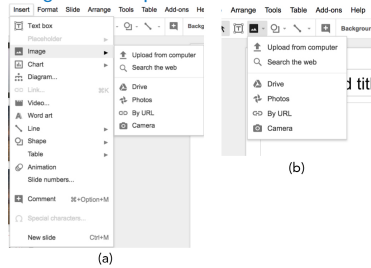 Insert Format Slide Arrange Tools Table Add-ons He
Text box
Placeholder
Image
Chart
Diagram...
Link... ⌘K
Video...
Word art
Line
Shape
Table
Animation
Slide numbers...
Comment ⌘+Option+M
Special characters...
New slide Ctrl+M
Backg
Upload from computer
Search the web
Drive
Photos
By URL
Camera
(a)
Arrange Tools Table Add-ons Help
Backgroun
Upload from computer
Search the web
Drive
Photos
By URL
Camera
d titl
(b)